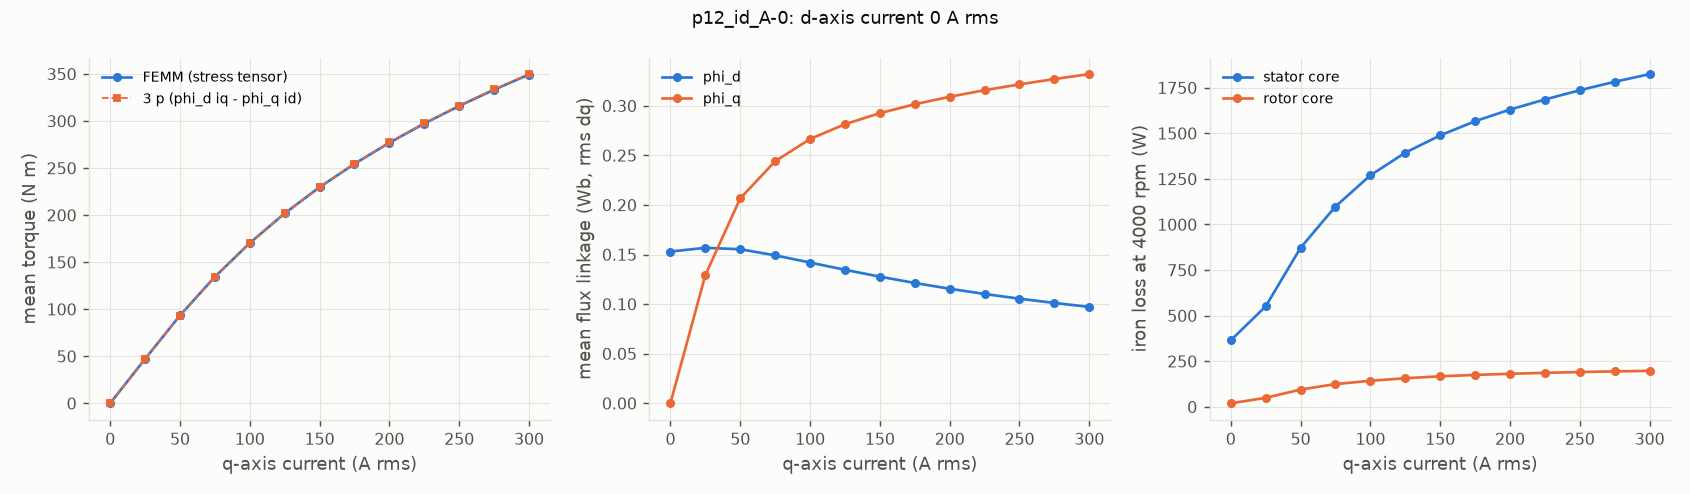 p12_id_A-0: d-axis current 0 A rms
FEMM (stress tensor)
3 p (phi_d iq - phi_q id)
mean torque (N m)
350
300
250
200
150
100
50
0
0 50 100 150 200 250 300
q-axis current (A rms)
phi_d
phi_q
mean flux linkage (Wb, rms dq)
0.30
0.25
0.20
0.15
0.10
0.05
0.00
0 50 100 150 200 250 300
q-axis current (A rms)
stator core
rotor core
iron loss at 4000 rpm (W)
1750
1500
1250
1000
750
500
250
0
0 50 100 150 200 250 300
q-axis current (A rms)